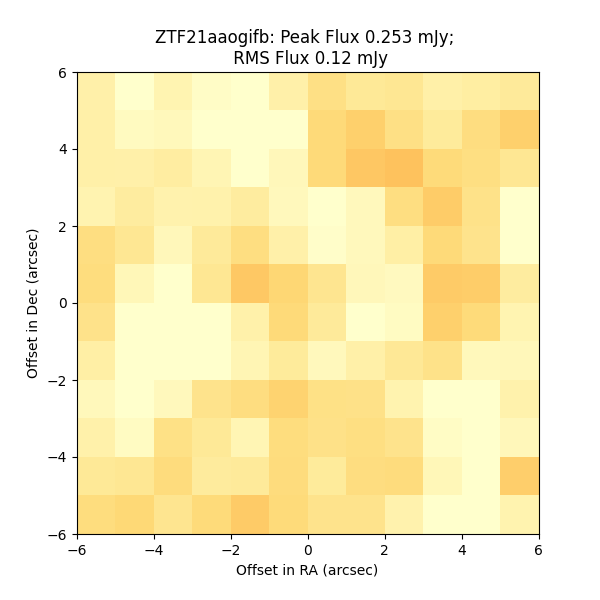 ZTF21aaogifb: Peak Flux 0.253 mJy;
RMS Flux 0.12 mJy
6
4
2
0
−2
−4
−6
Offset in Dec (arcsec)
−6 −4 −2 0 2 4 6
Offset in RA (arcsec)